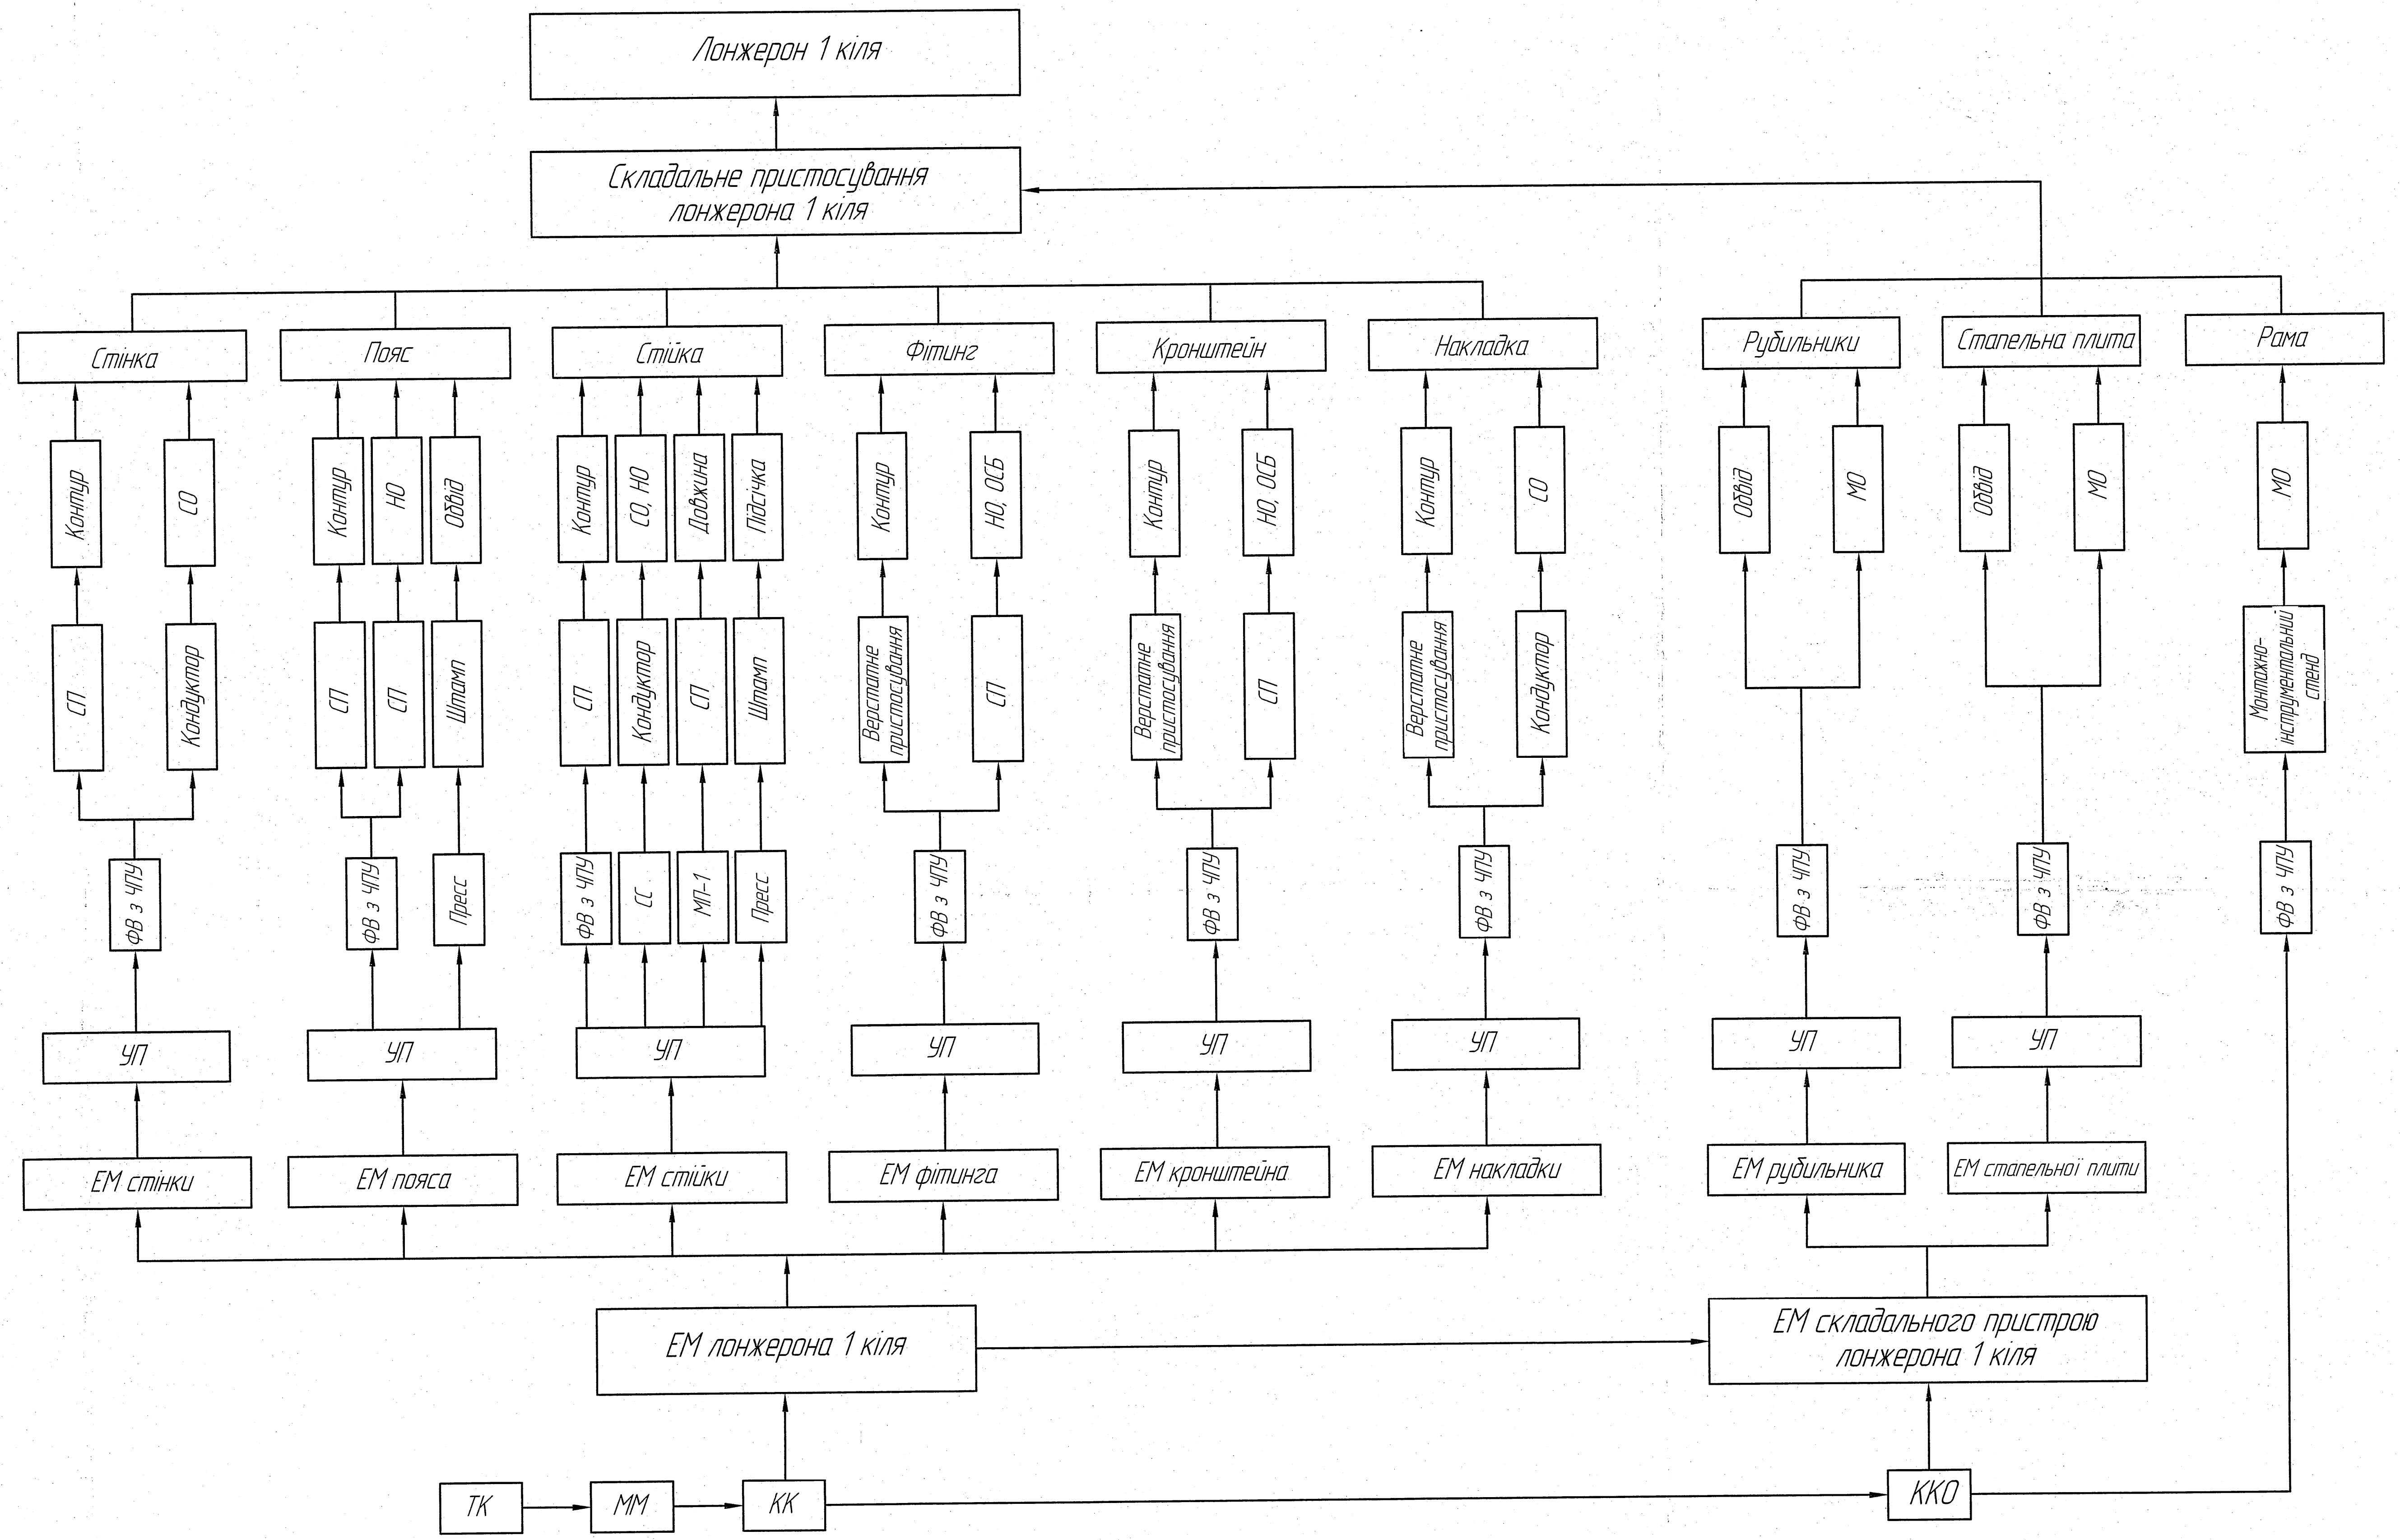 Лонжерон 1 кіля
Складальне пристосування
лонжерона 1 кіля
Стінка
Пояс
Стійка
Фітинг
Кронштейн
Накладка
Рубильники
Стапельна плита
Рама
Контур
СО
Контур
НО
Обвід
Контур
СО, НО
Довжина
Підсічка
Контур
НО, ОСБ
Контур
НО, ОСБ
Контур
СО
Обвід
МО
Обвід
МО
МО
СП
Кондуктор
СП
СП
Штамп
СП
Кондуктор
СП
Штамп
Верстатне
пристосування
СП
Верстатне
пристосування
СП
Верстатне
пристосування
Кондуктор
Монтажно-
інструментальний
стенд
ФВ з ЧПУ
ФВ з ЧПУ
Пресс
ФВ з ЧПУ
СС
МП-1
Пресс
ФВ з ЧПУ
ФВ з ЧПУ
ФВ з ЧПУ
ФВ з ЧПУ
ФВ з ЧПУ
ФВ з ЧПУ
УП
УП
УП
УП
УП
УП
УП
УП
ЕМ стінки
ЕМ пояса
ЕМ стійки
ЕМ фітинга
ЕМ кронштейна
ЕМ накладки
ЕМ рубильника
ЕМ стапельної плити
ЕМ лонжерона 1 кіля
ЕМ складального пристрою
лонжерона 1 кіля
ТК
ММ
КК
ККО